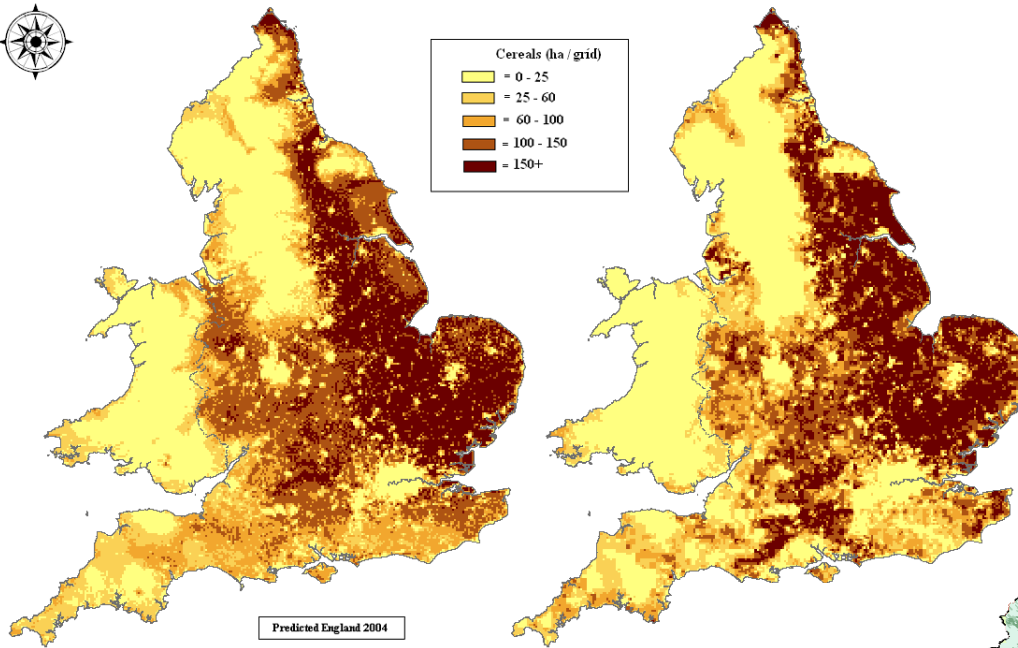 Cereals (ha / grid)
= 0 - 25
= 25 - 60
= 60 - 100
= 100 - 150
= 150+
Predicted England 2004